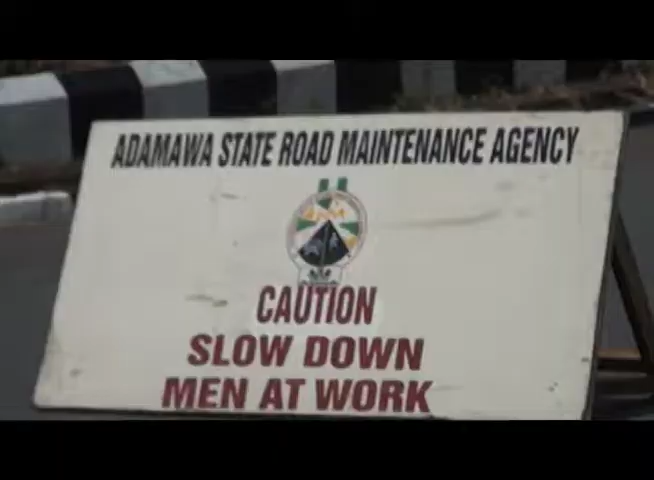 ADAMAWA STATE ROAD MAINTENANCE AGENCY
CAUTION
SLOW DOWN
MEN AT WORK